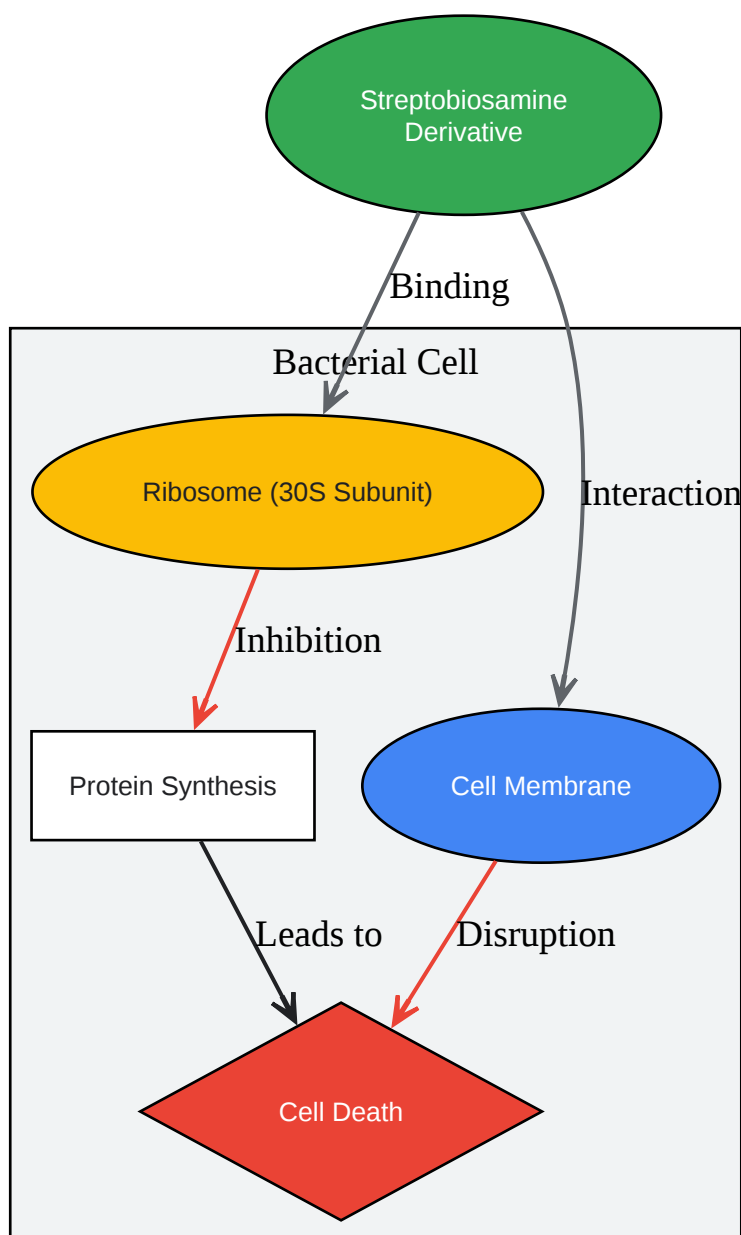 Streptobiosamine
Derivative
Binding
Bacterial Cell
Ribosome (30S Subunit)
Interaction
Inhibition
Protein Synthesis
Cell Membrane
Leads to
Disruption
Cell Death